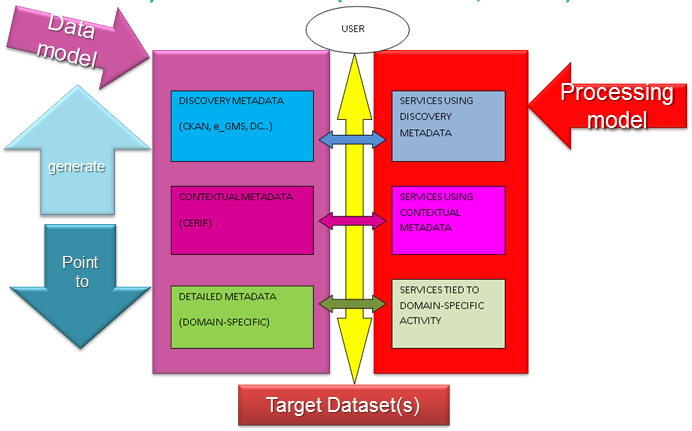 USER
Data
model
Processing
model
generate
Point
to
DISCOVERY METADATA
(CKAN, e_GMS, DC..)
SERVICES USING
DISCOVERY
METADATA
CONTEXTUAL METADATA
(CERIF)
SERVICES USING
CONTEXTUAL
METADATA
DETAILED METADATA
(DOMAIN-SPECIFIC)
SERVICES TIED TO
DOMAIN-SPECIFIC
ACTIVITY
Target Dataset(s)